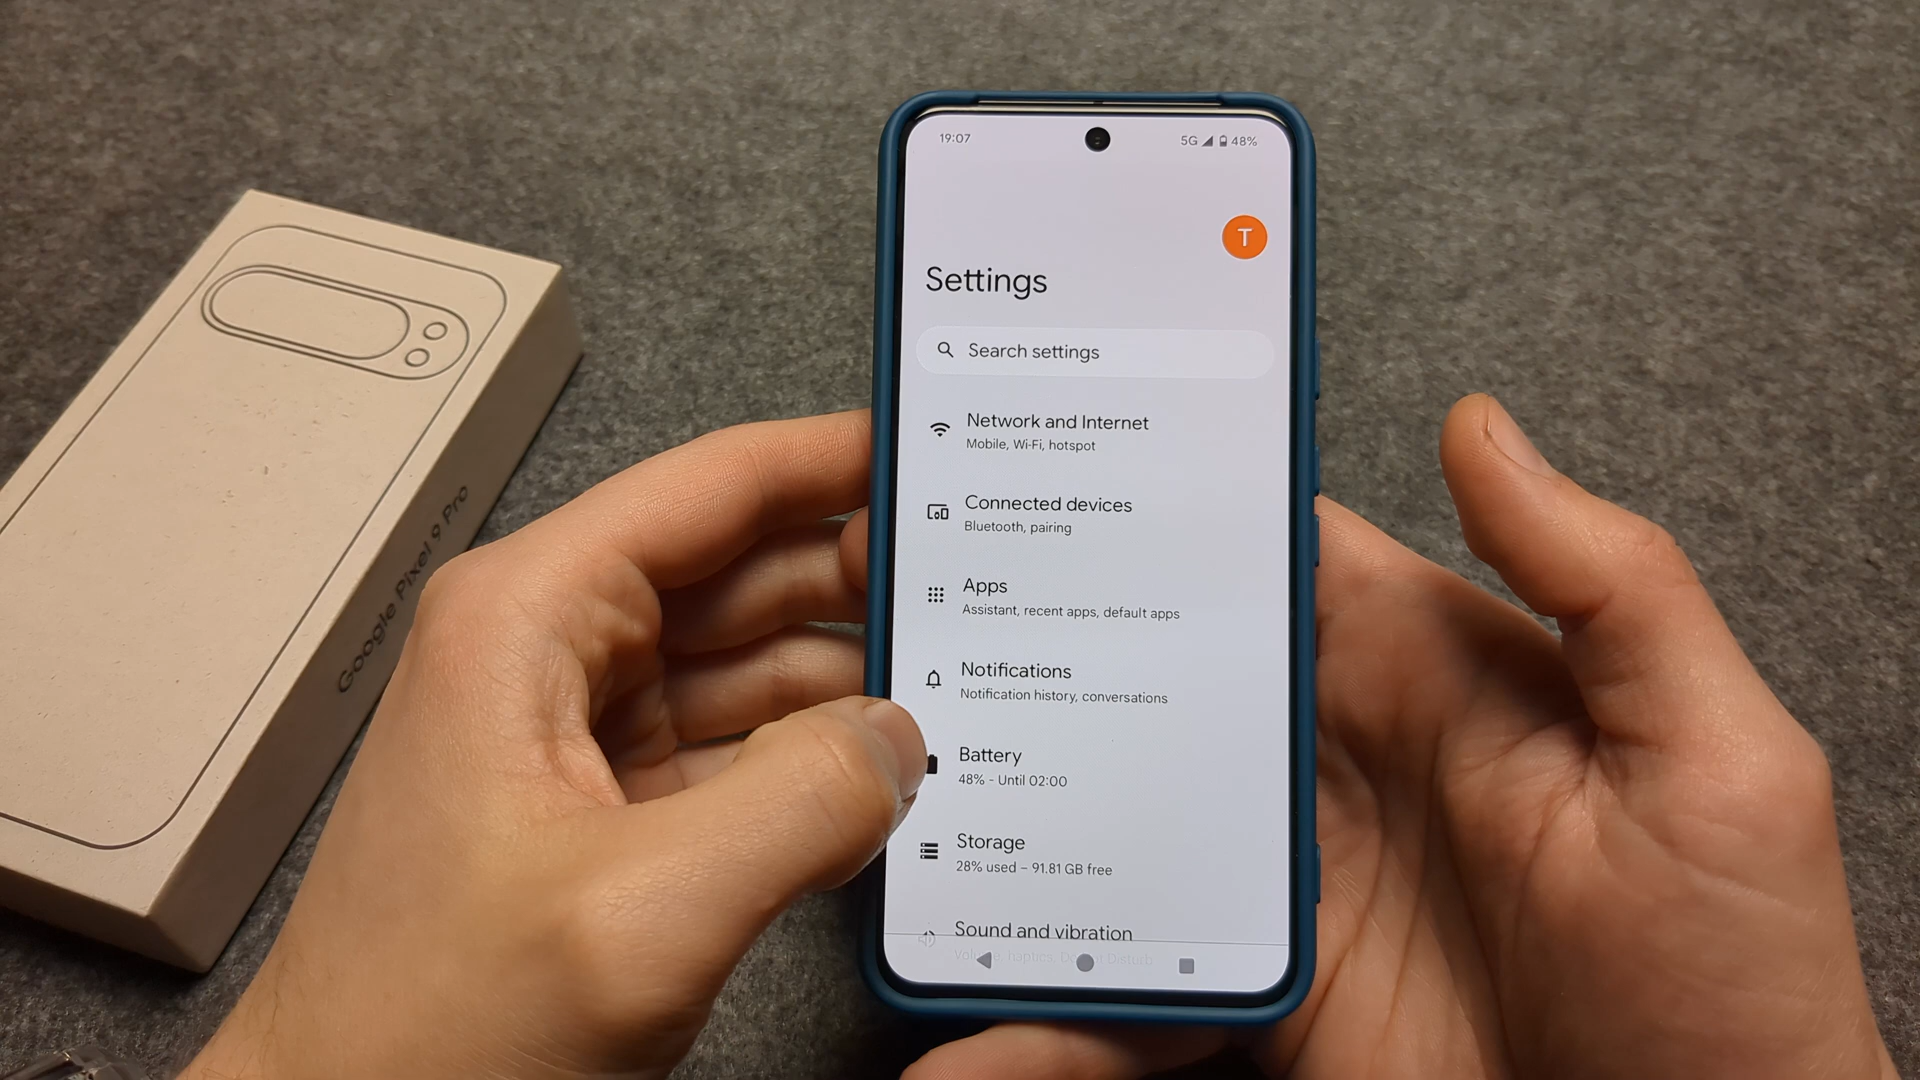 Google Pixel 9 Pro
19:07
5G 48%
T
Settings
Search settings
Network and Internet
Mobile, Wi-Fi, hotspot
Connected devices
Bluetooth, pairing
Apps
Assistant, recent apps, default apps
Notifications
Notification history, conversations
Battery
48% - Until 02:00
Storage
28% used – 91.81 GB free
Sound and vibration
haptics, Disturb